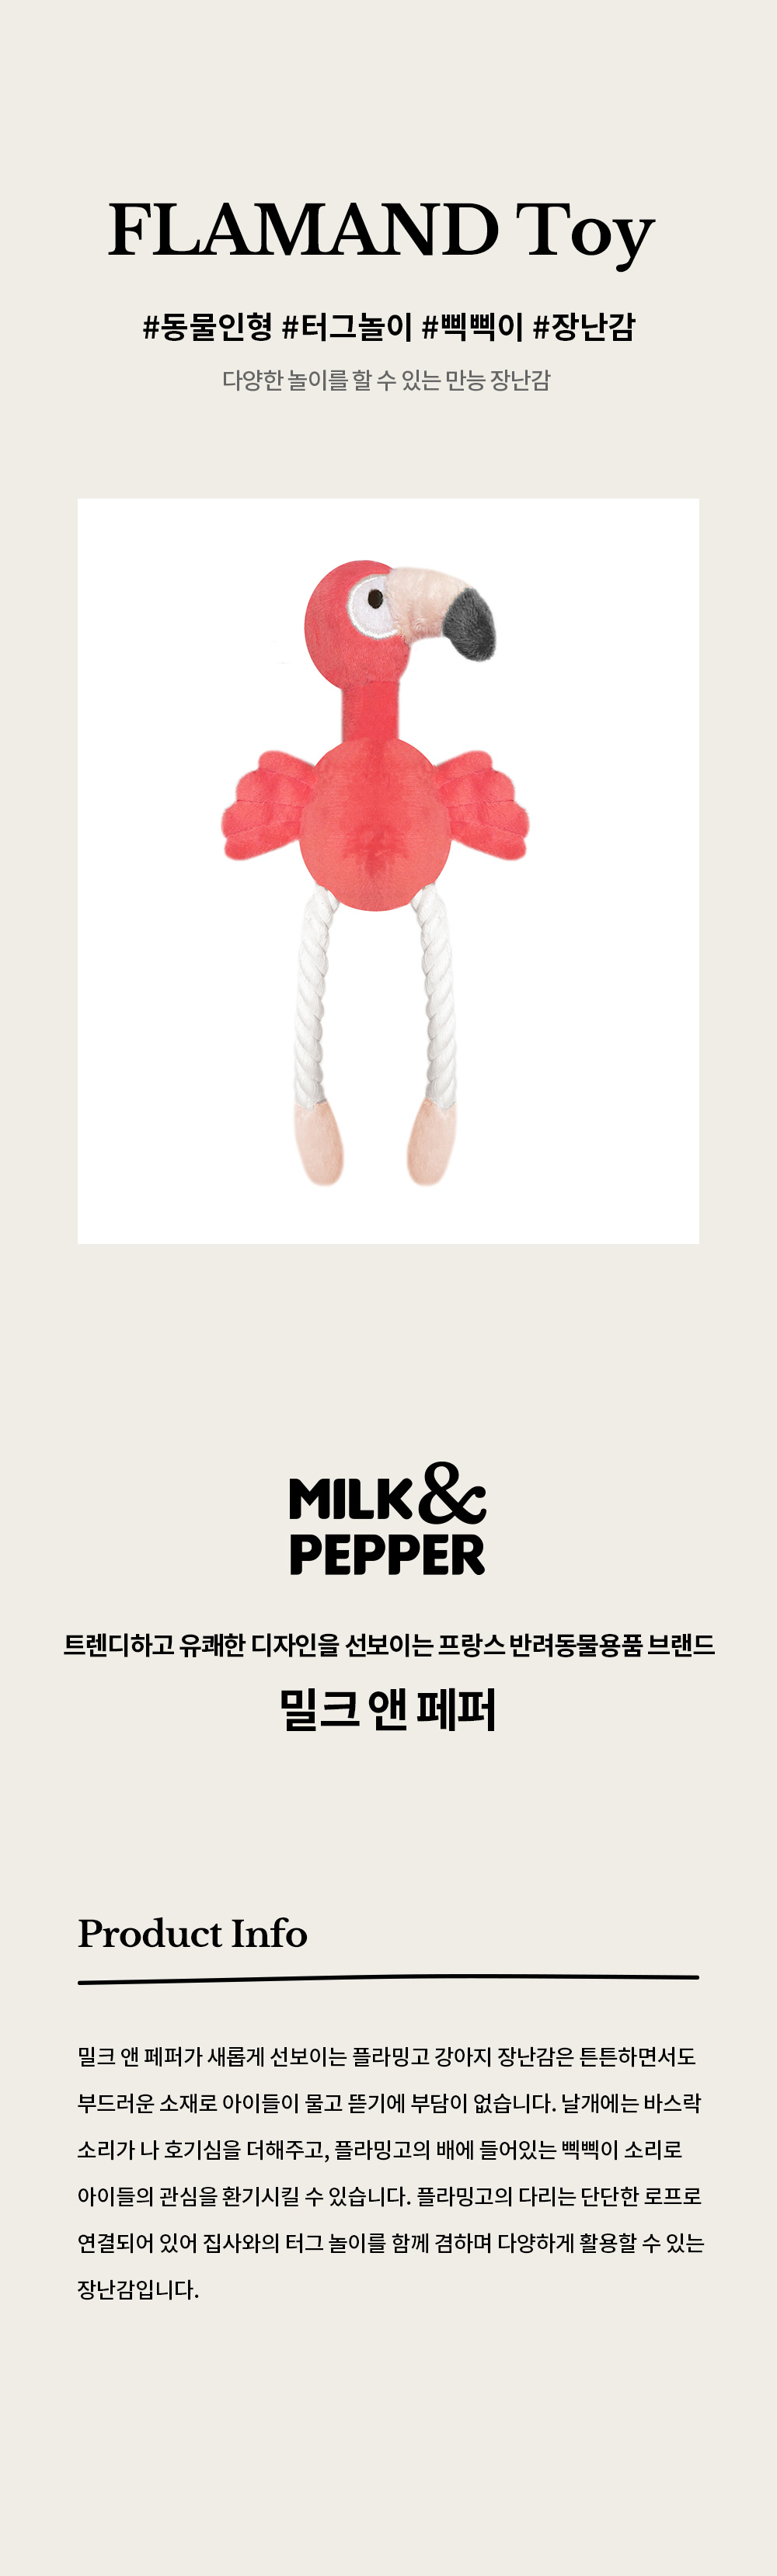 FLAMAND Toy
#동물인형 #터그놀이 #삑삑이 #장난감
다양한 놀이를 할 수 있는 만능 장난감
MILK&
PEPPER
트렌디하고 유쾌한 디자인을 선보이는 프랑스 반려동물용품 브랜드
밀크 앤 페퍼
Product Info
밀크 앤 페퍼가 새롭게 선보이는 플라밍고 강아지 장난감은 튼튼하면서도
부드러운 소재로 아이들이 물고 뜯기에 부담이 없습니다. 날개에는 바스락
소리가 나 호기심을 더해주고, 플라밍고의 배에 들어있는 삑삑이 소리로
아이들의 관심을 환기시킬 수 있습니다. 플라밍고의 다리는 단단한 로프로
연결되어 있어 집사와의 터그 놀이를 함께 겸하며 다양하게 활용할 수 있는
장난감입니다.